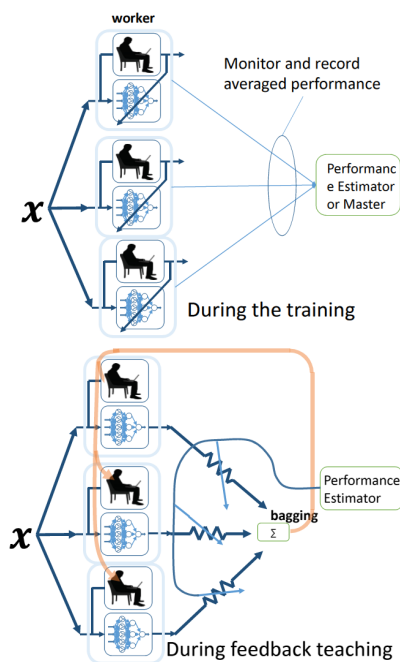 worker
Monitor and record
averaged performance
Performanc
e Estimator
or Master
x
During the training
Performance
Estimator
bagging
Σ
x
During feedback teaching